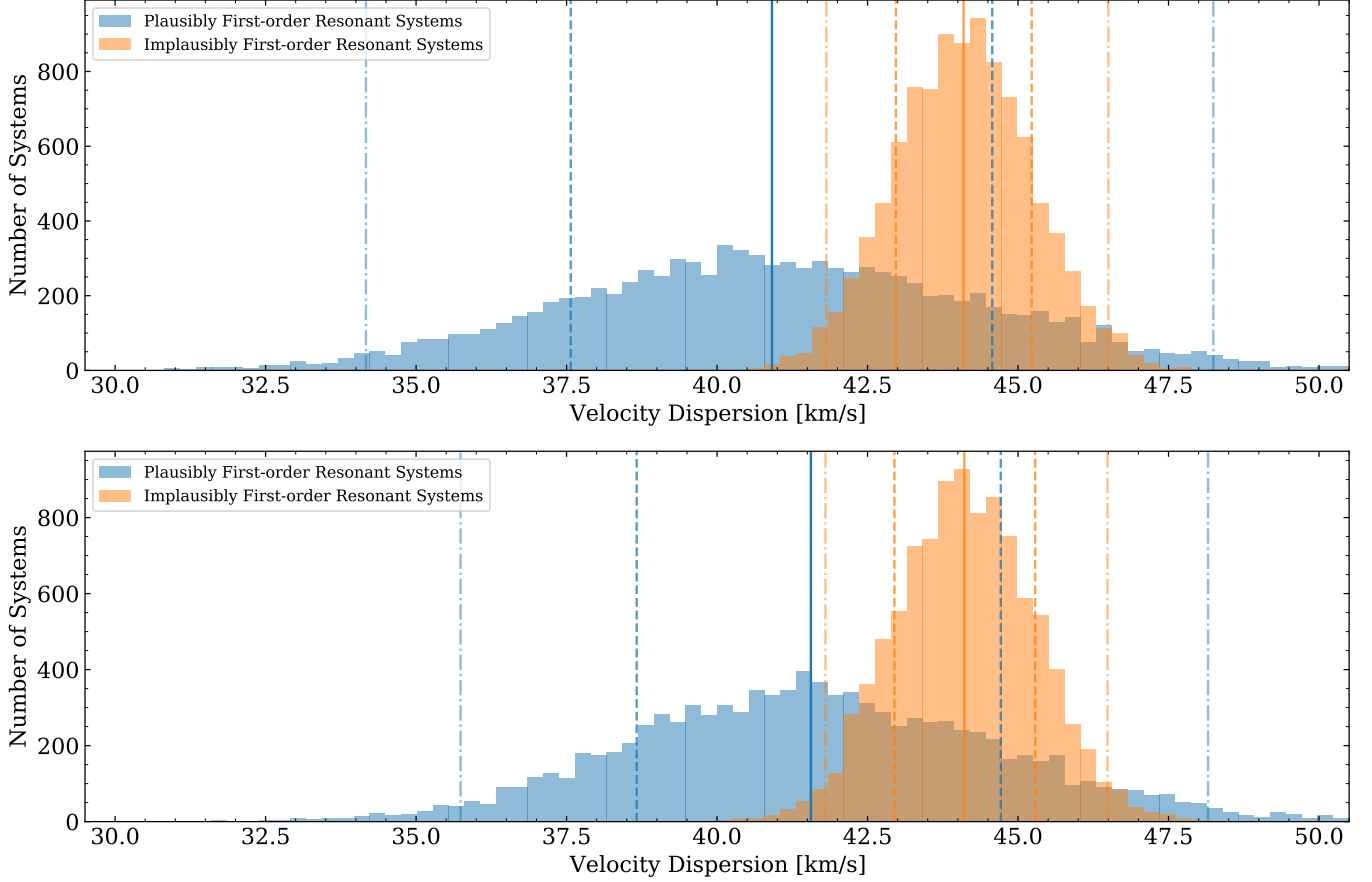 Plausibly First-order Resonant Systems
Implausibly First-order Resonant Systems
Number of Systems
800
600
400
200
0
30.0 32.5 35.0 37.5 40.0 42.5 45.0 47.5 50.0
Velocity Dispersion [km/s]
Plausibly First-order Resonant Systems
Implausibly First-order Resonant Systems
Number of Systems
800
600
400
200
0
30.0 32.5 35.0 37.5 40.0 42.5 45.0 47.5 50.0
Velocity Dispersion [km/s]